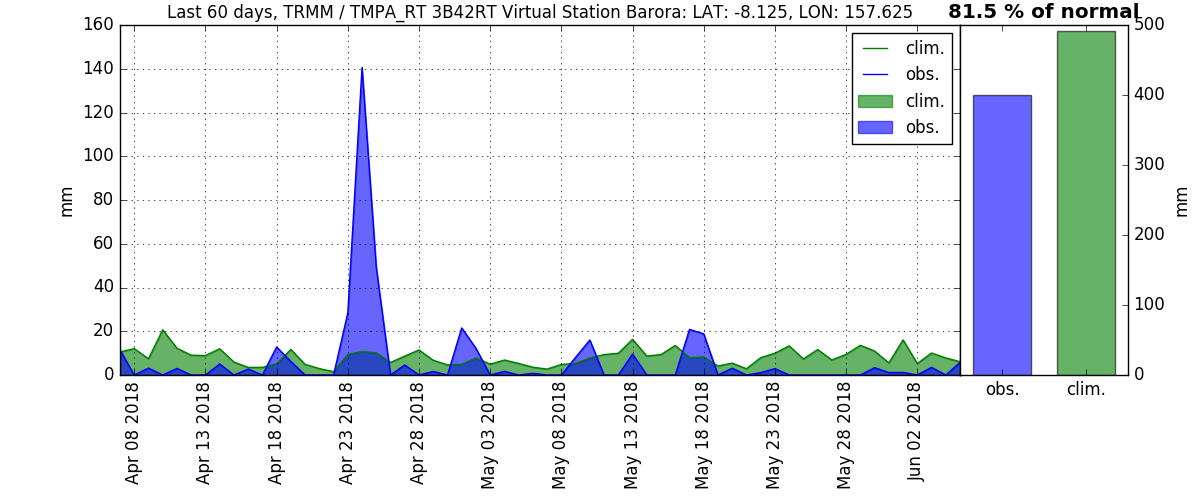 Last 60 days, TRMM / TMPA_RT 3B42RT Virtual Station Barora: LAT: -8.125, LON: 157.625
81.5 % of normal
160
140
120
100
80
60
40
20
0
mm
clim.
obs.
clim.
obs.
Apr 08 2018
Apr 13 2018
Apr 18 2018
Apr 23 2018
Apr 28 2018
May 03 2018
May 08 2018
May 13 2018
May 18 2018
May 23 2018
May 28 2018
Jun 02 2018
500
400
300
200
100
0
mm
obs.
clim.